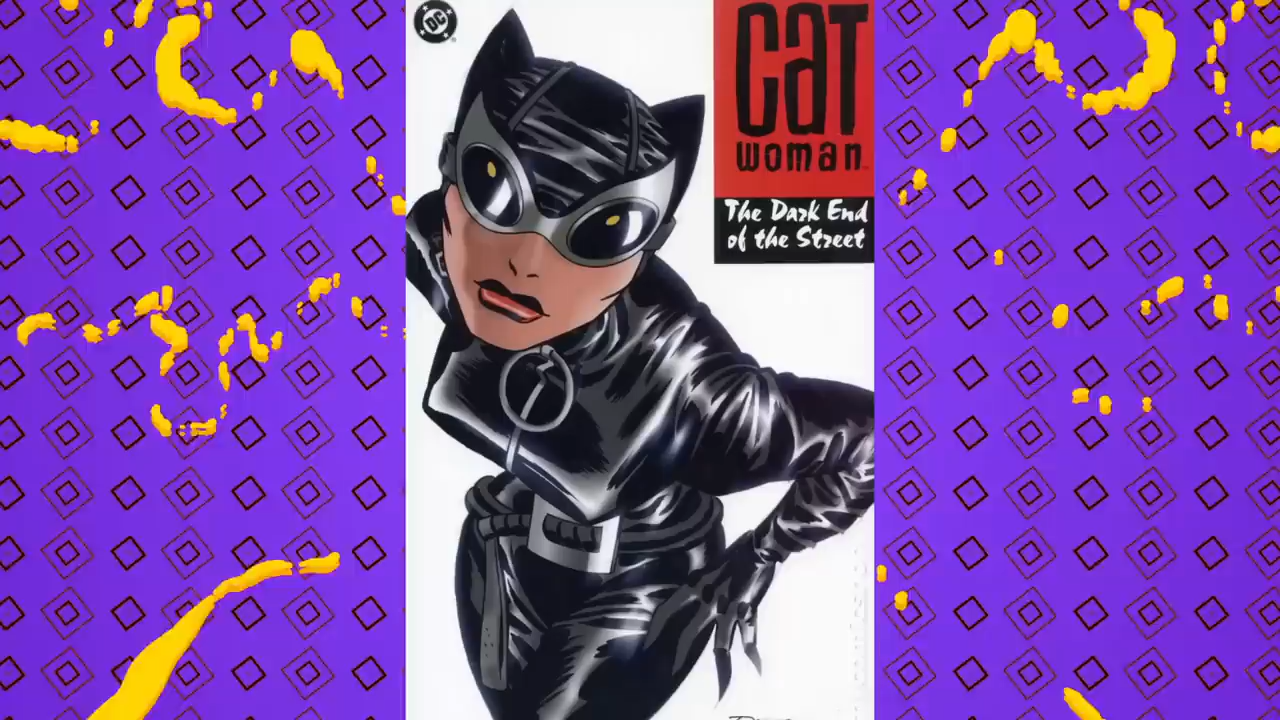 DC
CAT
WOMAN
The Dark End
of the Street